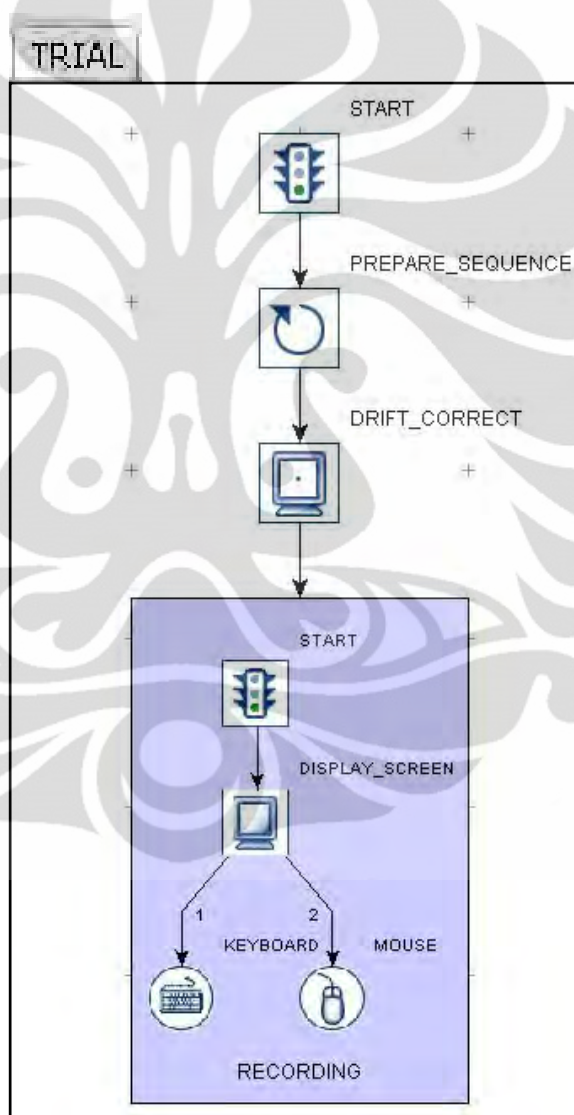 TRIAL
START
PREPARE_SEQUENCE
DRIFT_CORRECT
START
DISPLAY_SCREEN
1 2
KEYBOARD MOUSE
RECORDING